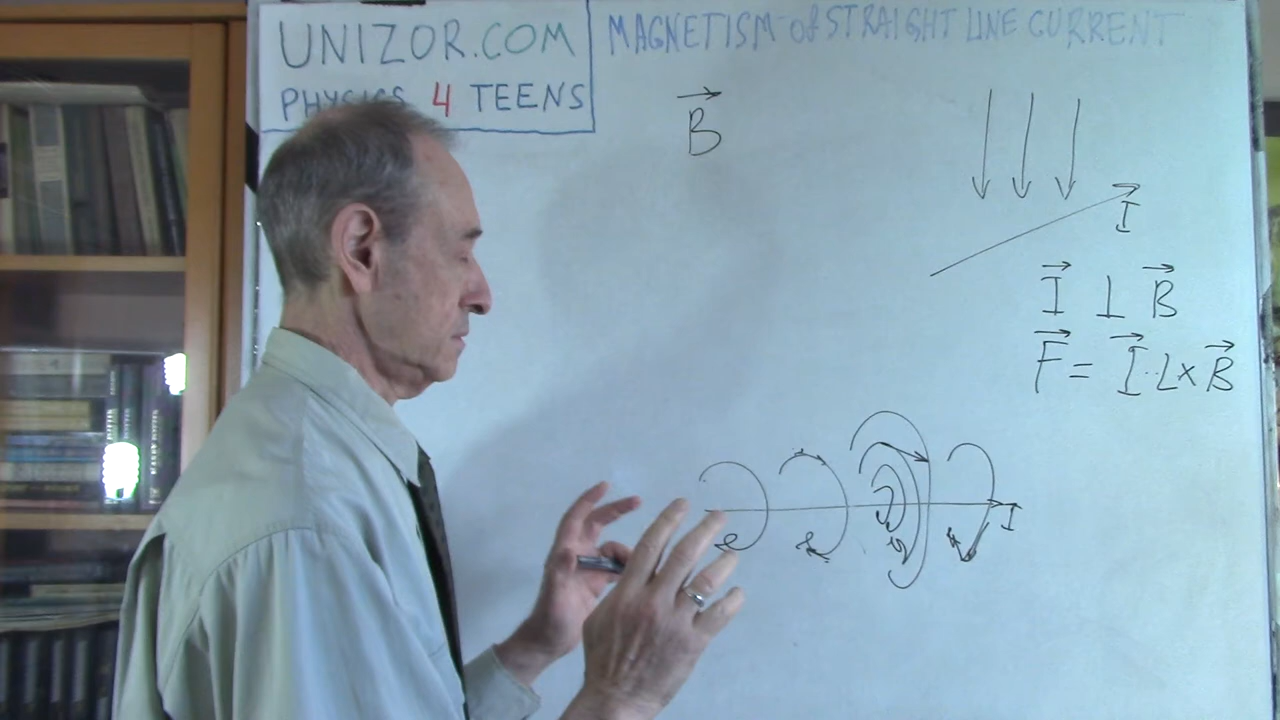 UNIZOR.COM
PHYSICS 4 TEENS
MAGNETISM of STRAIGHT LINE CURRENT
B⃗
I
I⃗ ⊥ B⃗
F⃗ = I⃗·L×B⃗
I